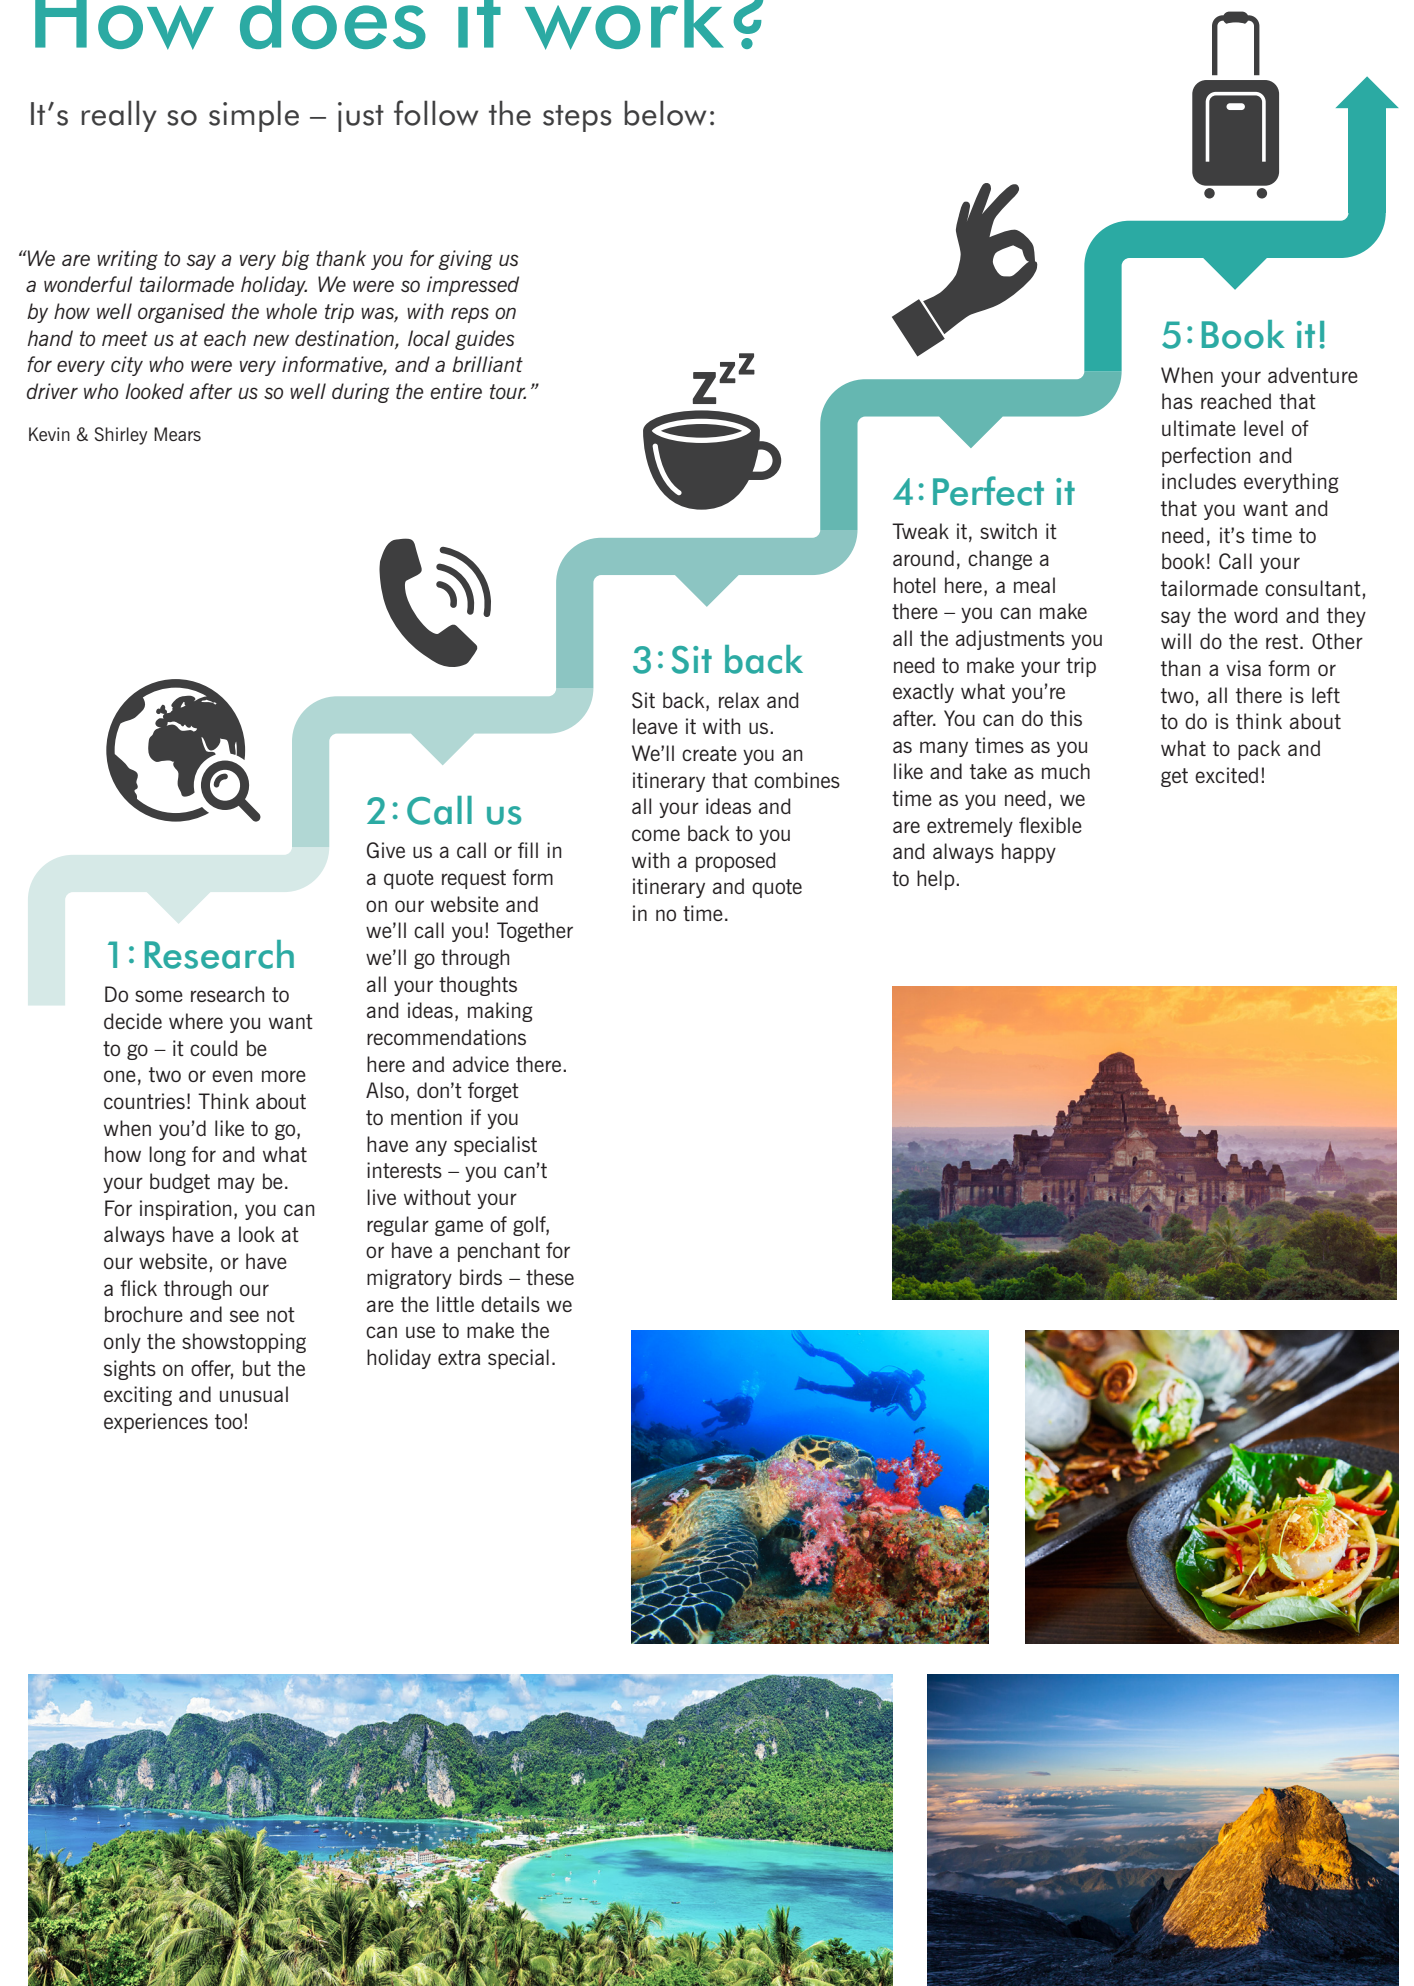 How does it work?
It's really so simple – just follow the steps below:
“We are writing to say a very big thank you for giving us
a wonderful tailormade holiday. We were so impressed
by how well organised the whole trip was, with reps on
hand to meet us at each new destination, local guides
for every city who were very informative, and a brilliant
driver who looked after us so well during the entire tour.”
Kevin & Shirley Mears
1: Research
Do some research to
decide where you want
to go – it could be
one, two or even more
countries! Think about
when you'd like to go,
how long for and what
your budget may be.
For inspiration, you can
always have a look at
our website, or have
a flick through our
brochure and see not
only the showstopping
sights on offer, but the
exciting and unusual
experiences too!
2: Call us
Give us a call or fill in
a quote request form
on our website and
we'll call you! Together
we'll go through
all your thoughts
and ideas, making
recommendations
here and advice there.
Also, don't forget
to mention if you
have any specialist
interests – you can't
live without your
regular game of golf,
or have a penchant for
migratory birds – these
are the little details we
can use to make the
holiday extra special.
zzz
3: Sit back
Sit back, relax and
leave it with us.
We'll create you an
itinerary that combines
all your ideas and
come back to you
with a proposed
itinerary and quote
in no time.
4: Perfect it
Tweak it, switch it
around, change a
hotel here, a meal
there – you can make
all the adjustments you
need to make your trip
exactly what you're
after. You can do this
as many times as you
like and take as much
time as you need, we
are extremely flexible
and always happy
to help.
5: Book it!
When your adventure
has reached that
ultimate level of
perfection and
includes everything
that you want and
need, it's time to
book! Call your
tailormade consultant,
say the word and they
will do the rest. Other
than a visa form or
two, all there is left
to do is think about
what to pack and
get excited!